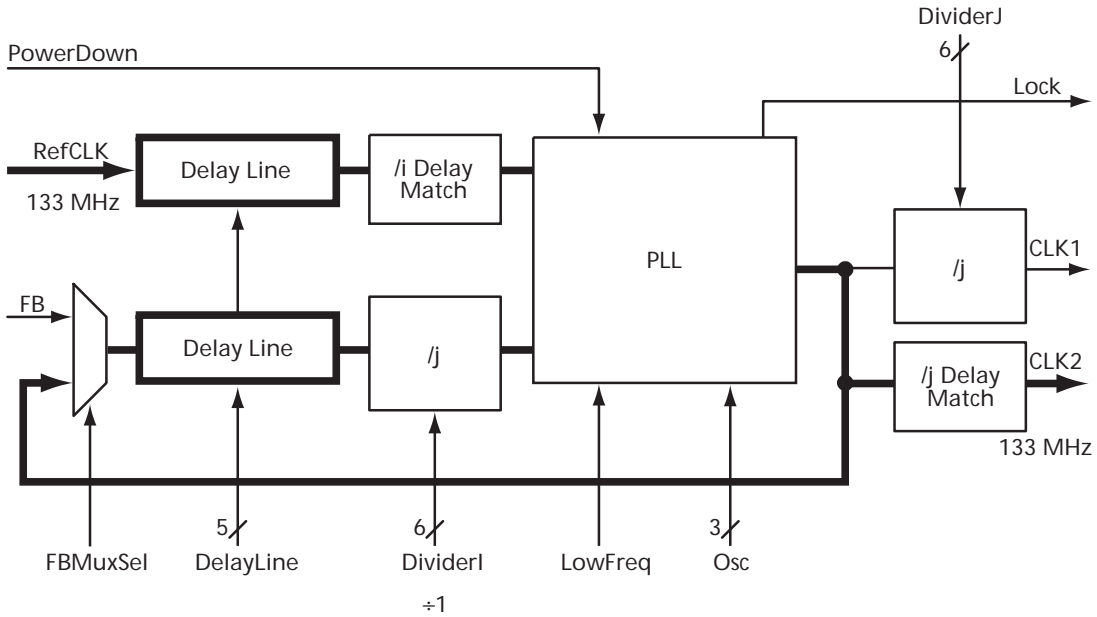 DividerJ
6
PowerDown
Lock
RefCLK
133 MHz
Delay Line
/i Delay
Match
PLL
/j
CLK1
FB
Delay Line
/j
/j Delay
Match
CLK2
133 MHz
5
6
3
FBMuxSel
DelayLine
DividerI
LowFreq
Osc
÷1